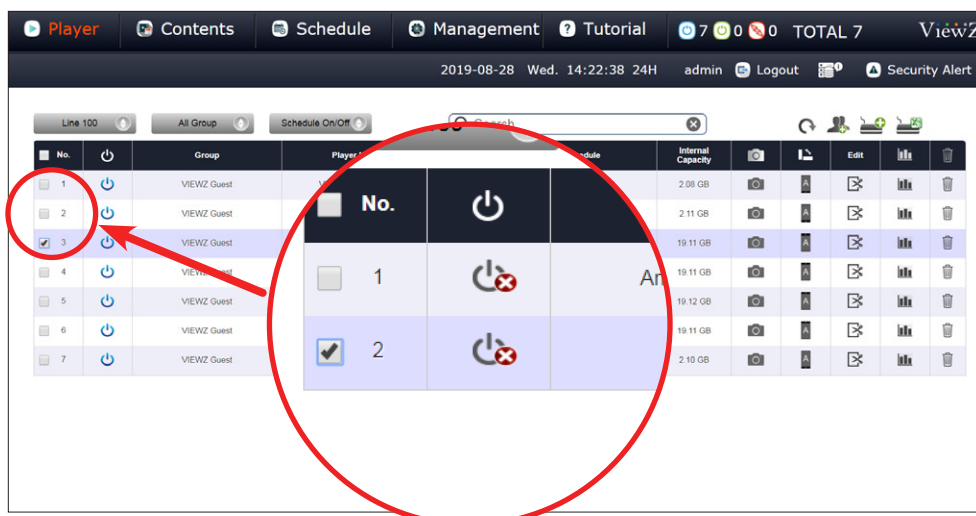 Player Contents Schedule Management Tutorial 7 0 0 TOTAL 7 ViewZ
2019-08-28 Wed. 14:22:38 24H admin Logout Security Alert
Line 100 All Group Schedule On/Off
No. Group Internal Capacity Edit
1 VIEWZ Guest 2.08 GB A
2 VIEWZ Guest 2.11 GB A
3 VIEWZ Guest 19.11 GB A
4 19.11 GB A
5 VIEWZ Guest 19.12 GB A
6 VIEWZ Guest 19.11 GB A
7 VIEWZ Guest 2.10 GB A
No.
1 An
2